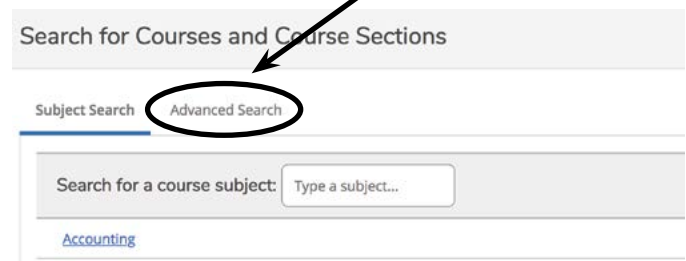 Search for Courses and Course Sections
Subject Search Advanced Search
Search for a course subject: Type a subject...
Accounting